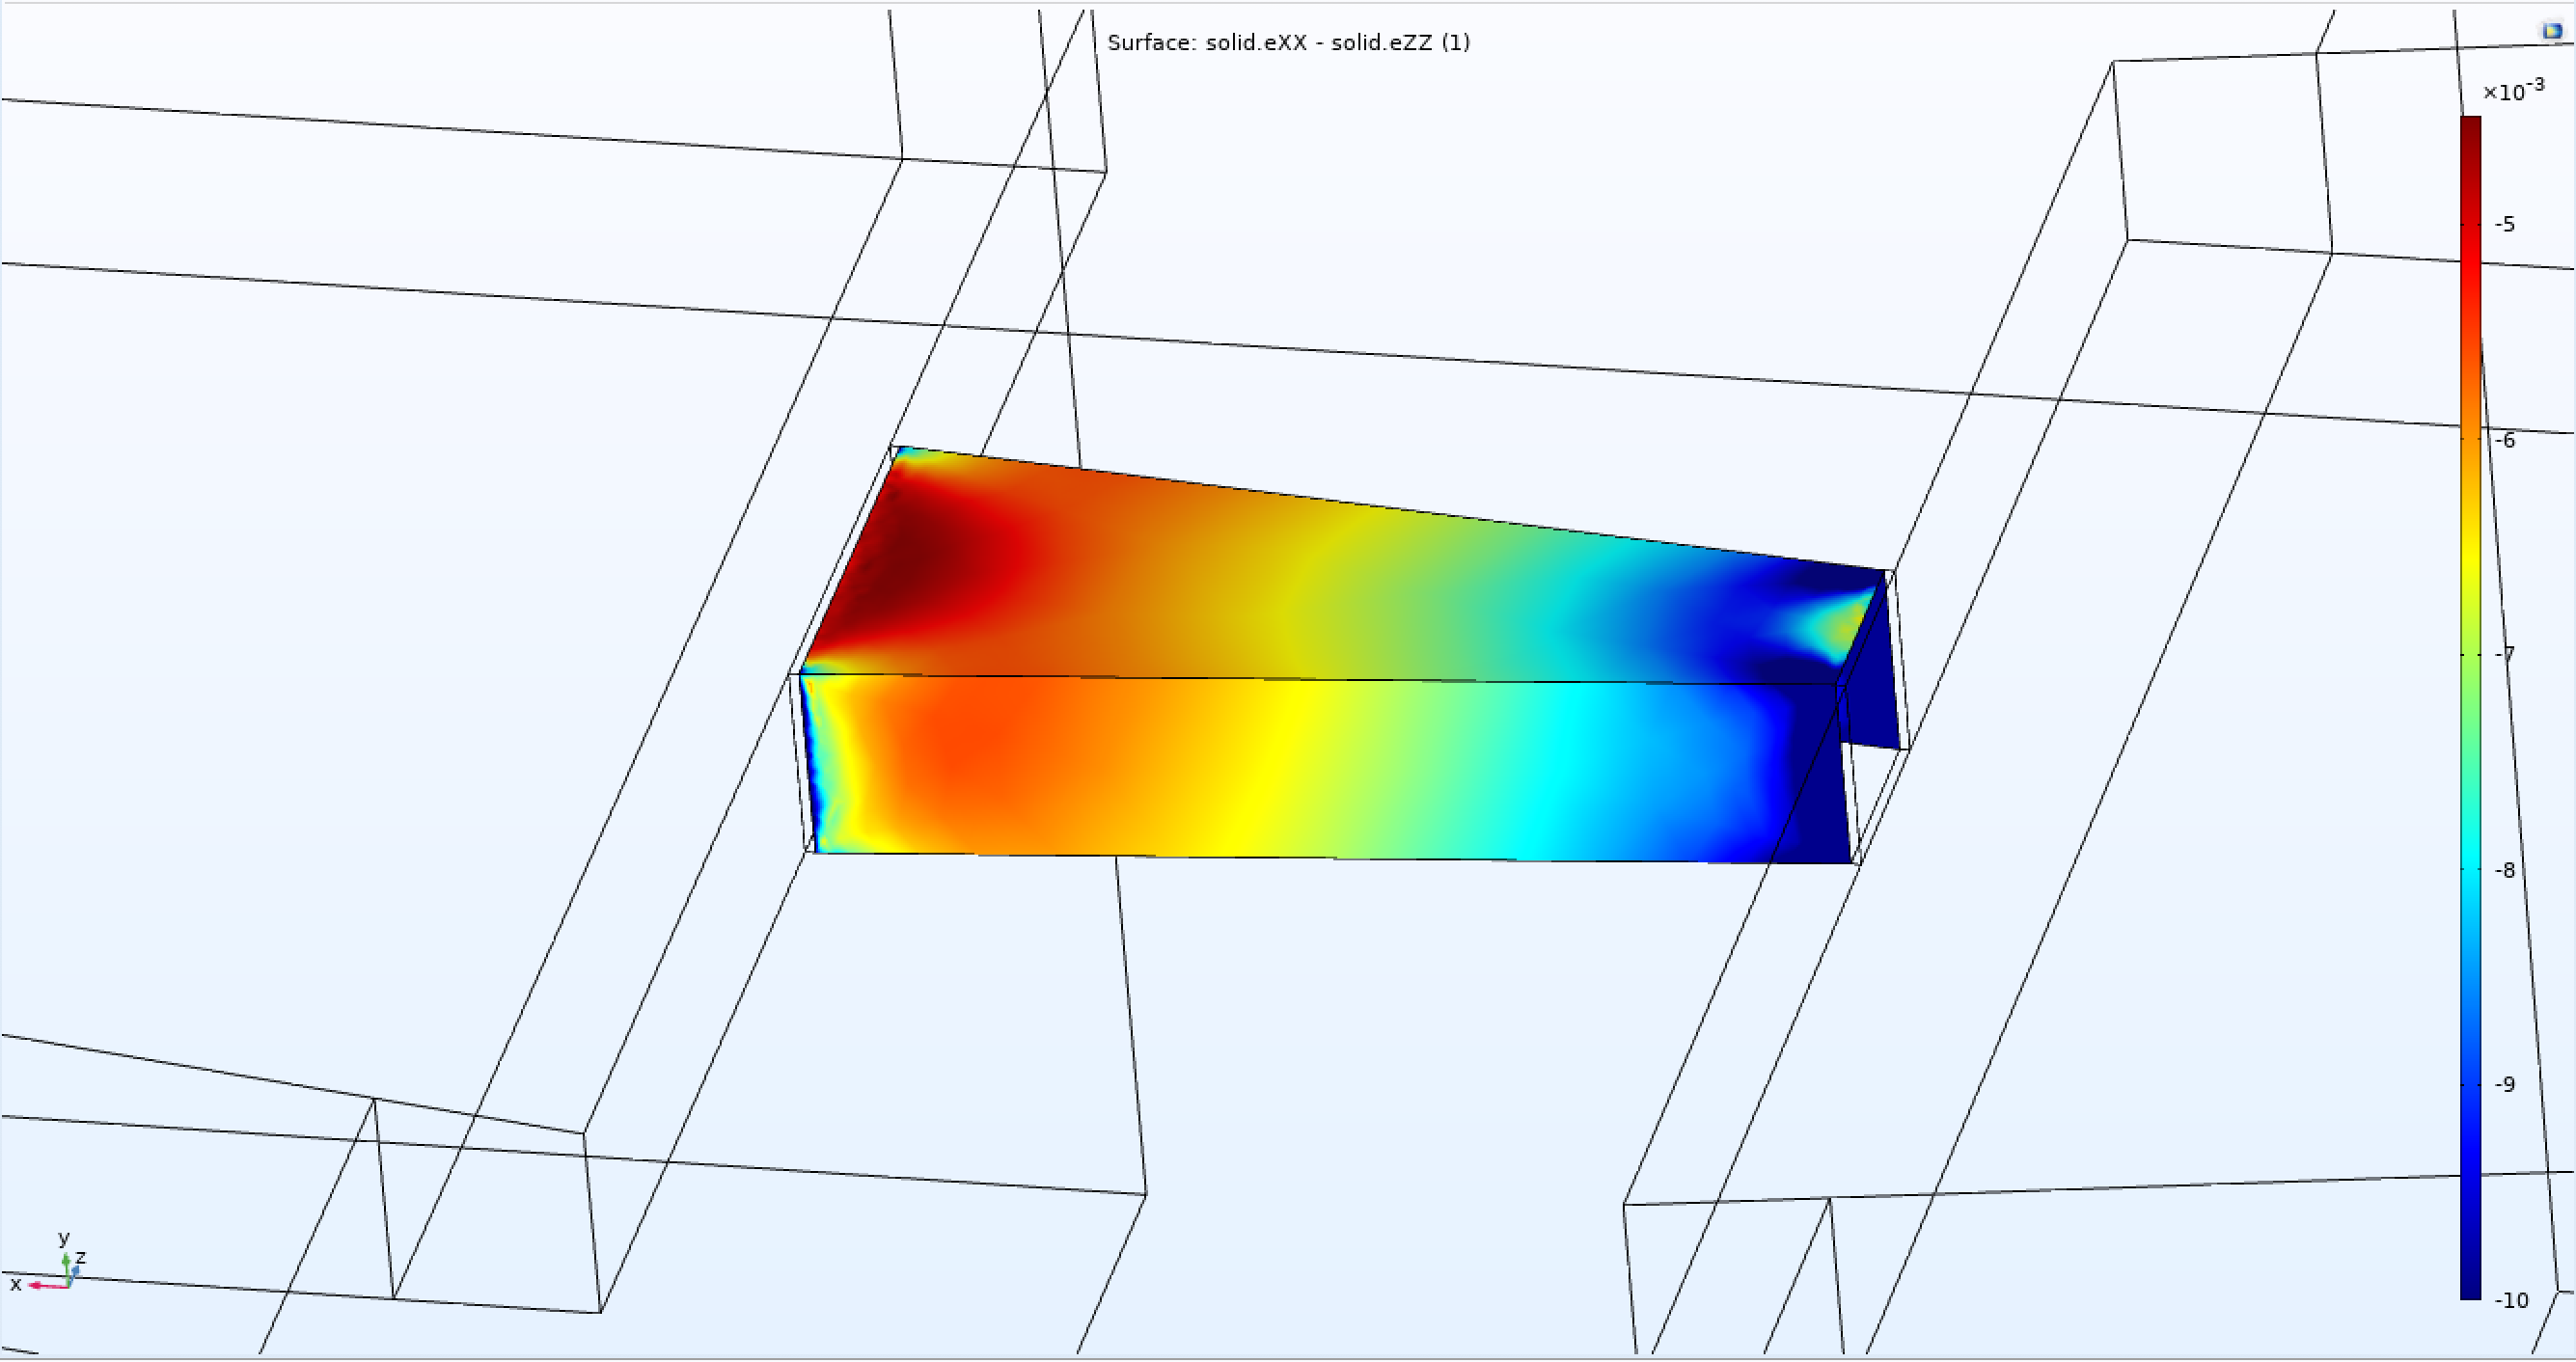 Surface: solid.eXX - solid.eZZ (1)
×10⁻³
-5
-6
-7
-8
-9
-10
y
z
x